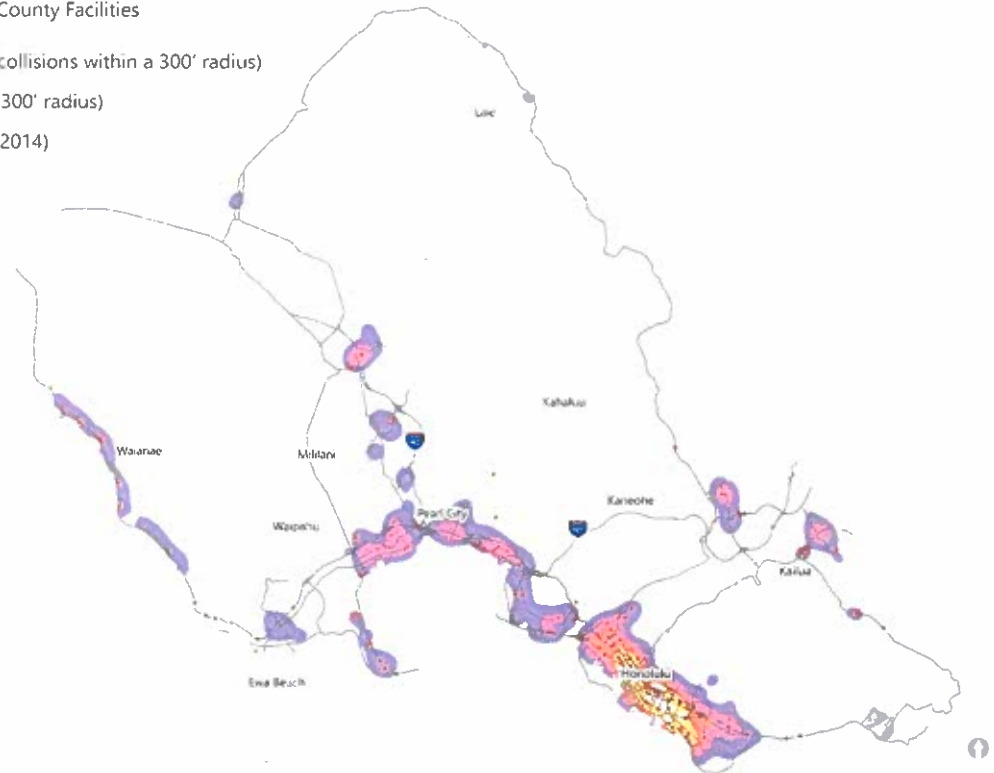 County Facilities
collisions within a 300' radius)
300' radius)
2014)
Laie
Kahaluu
Waianae
Mililani
Kaneohe
Pearl City
Waipahu
Kailua
Honolulu
Ewa Beach